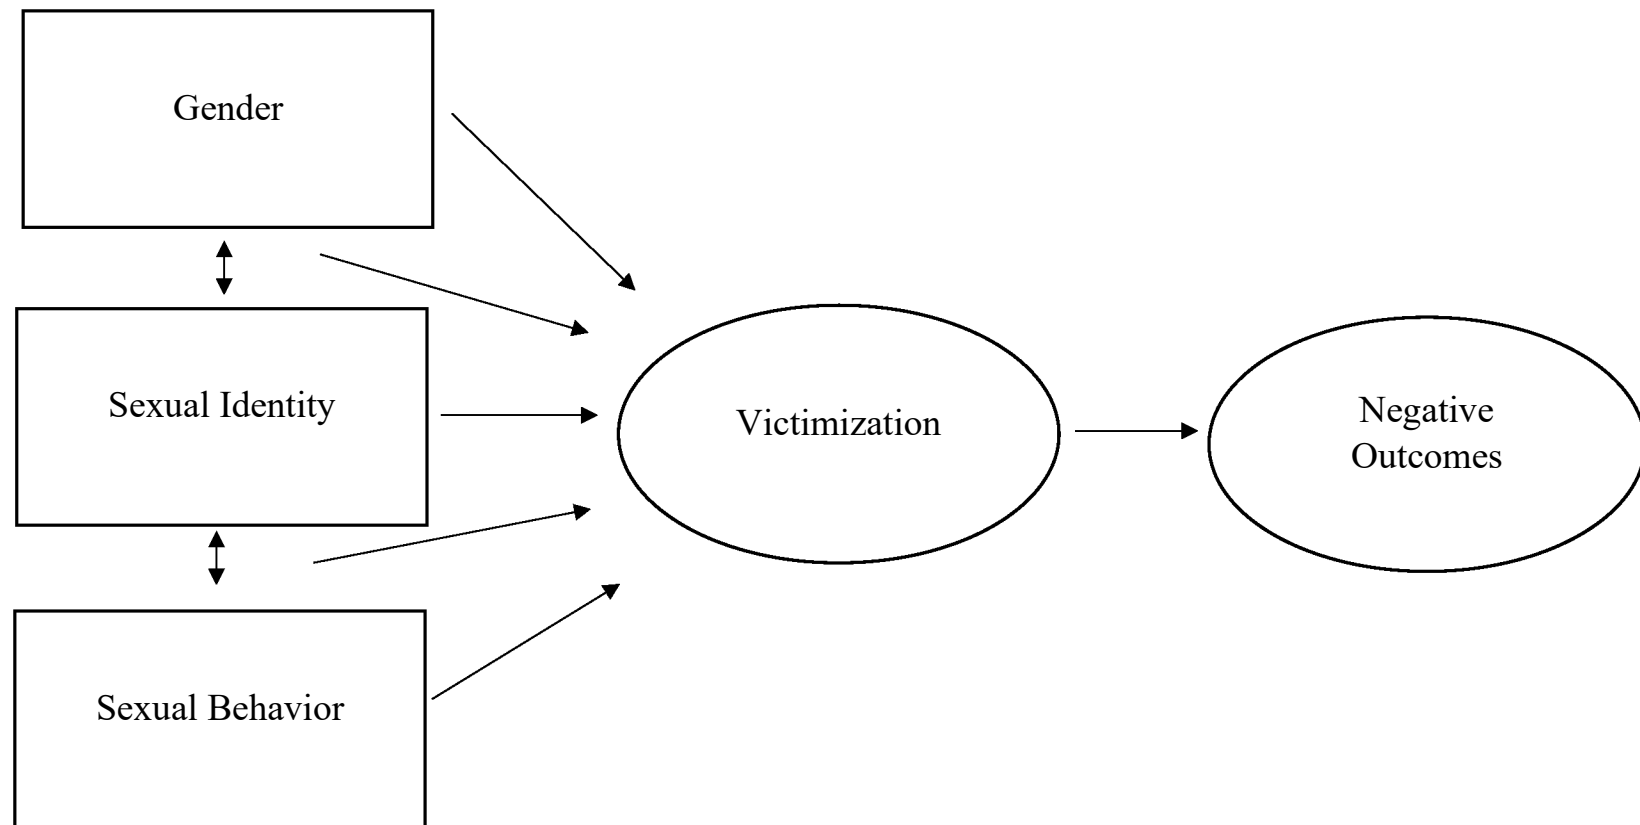 Gender
Sexual Identity
Victimization
Negative
Outcomes
Sexual Behavior